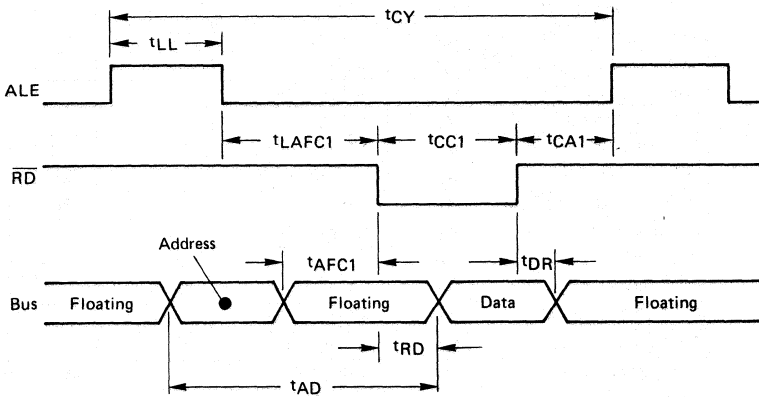 tCY
tLL
ALE
tLAFC1
tCC1
tCA1
RD
Address
tAFC1
tDR
Bus
Floating
Floating
Data
Floating
tRD
tAD